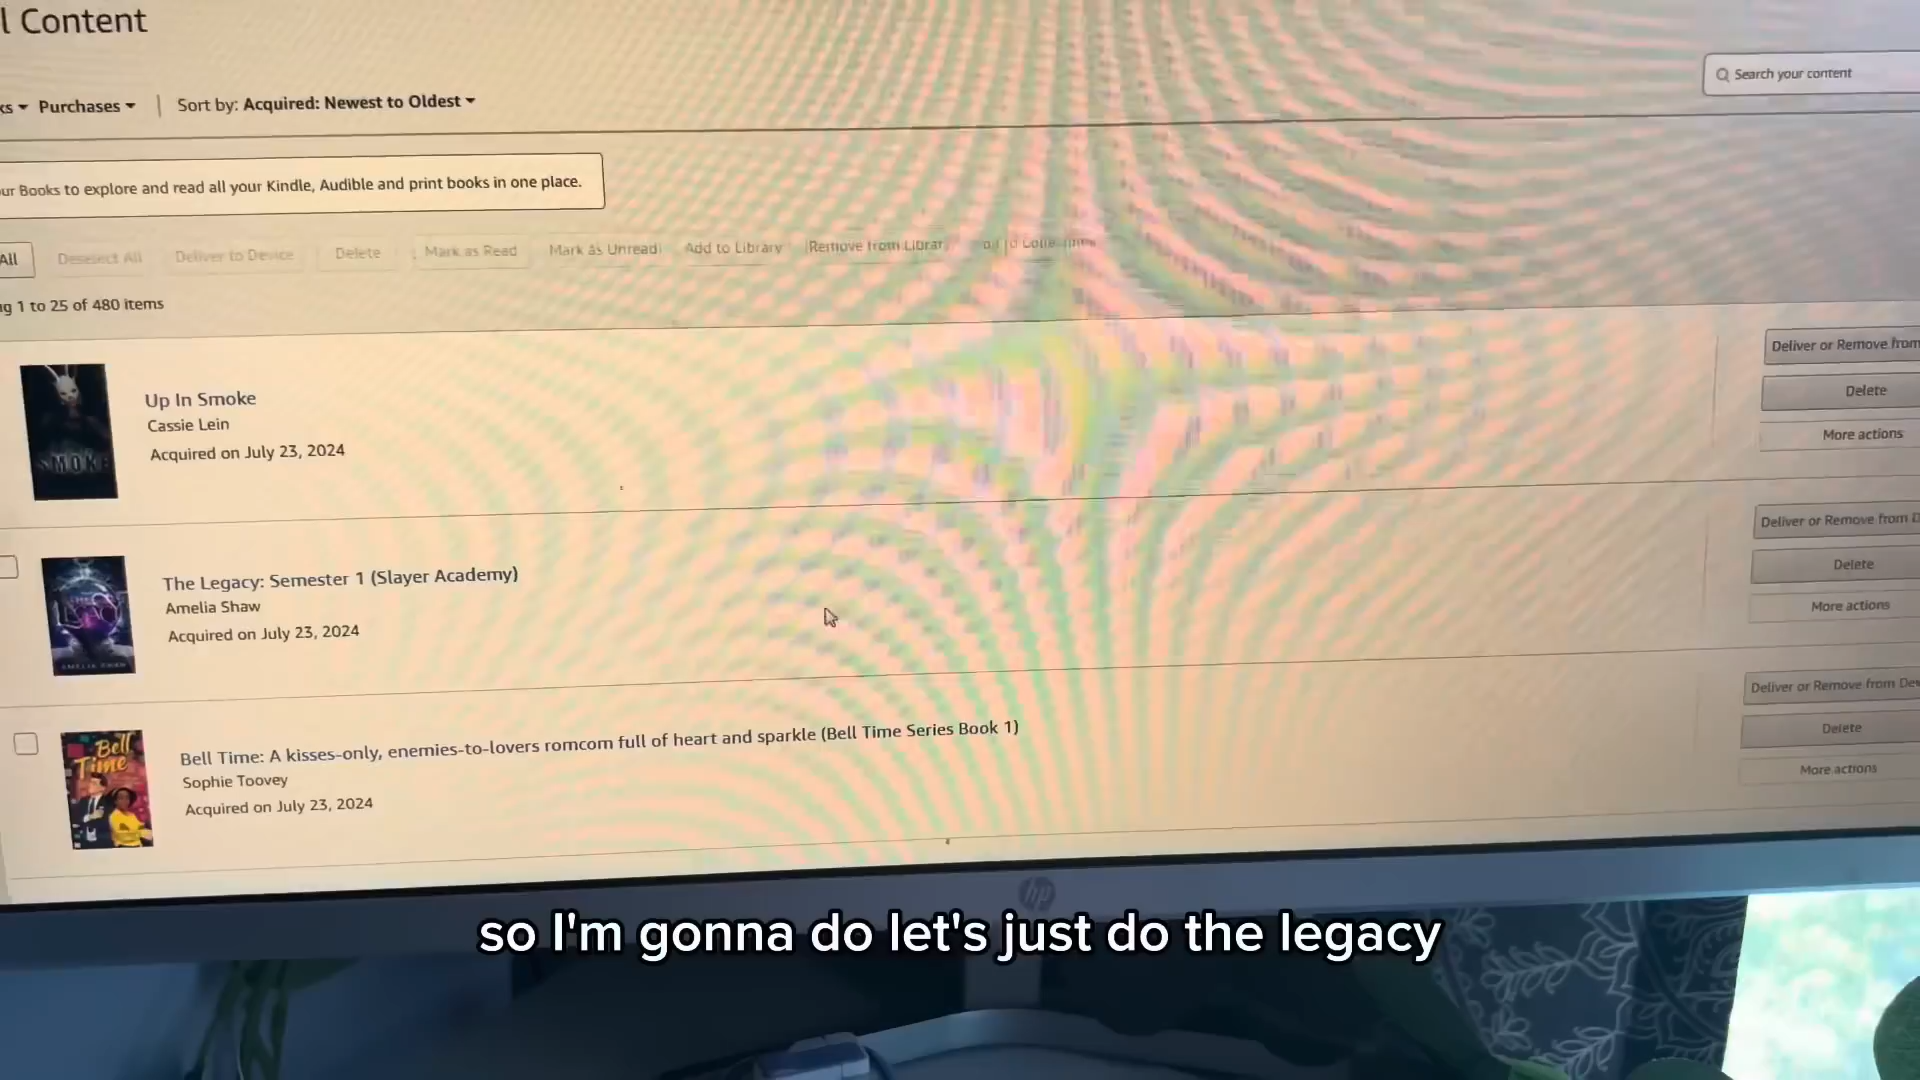 l Content
Search your content
ks Purchases | Sort by: Acquired: Newest to Oldest
ur Books to explore and read all your Kindle, Audible and print books in one place.
All Deselect All Deliver to Device Delete Mark as Read Mark as Unread Add to Library Remove from Librar
g 1 to 25 of 480 items
Deliver or Remove from
Up In Smoke
Cassie Lein
Acquired on July 23, 2024
Delete
More actions
SMOKE
Deliver or Remove from D
The Legacy: Semester 1 (Slayer Academy)
Amelia Shaw
Acquired on July 23, 2024
Delete
More actions
AMELIA SHAW
Deliver or Remove from Dev
Bell Time: A kisses-only, enemies-to-lovers romcom full of heart and sparkle (Bell Time Series Book 1)
Sophie Toovey
Acquired on July 23, 2024
Delete
More actions
Bell
Time
hp
so I'm gonna do let's just do the legacy